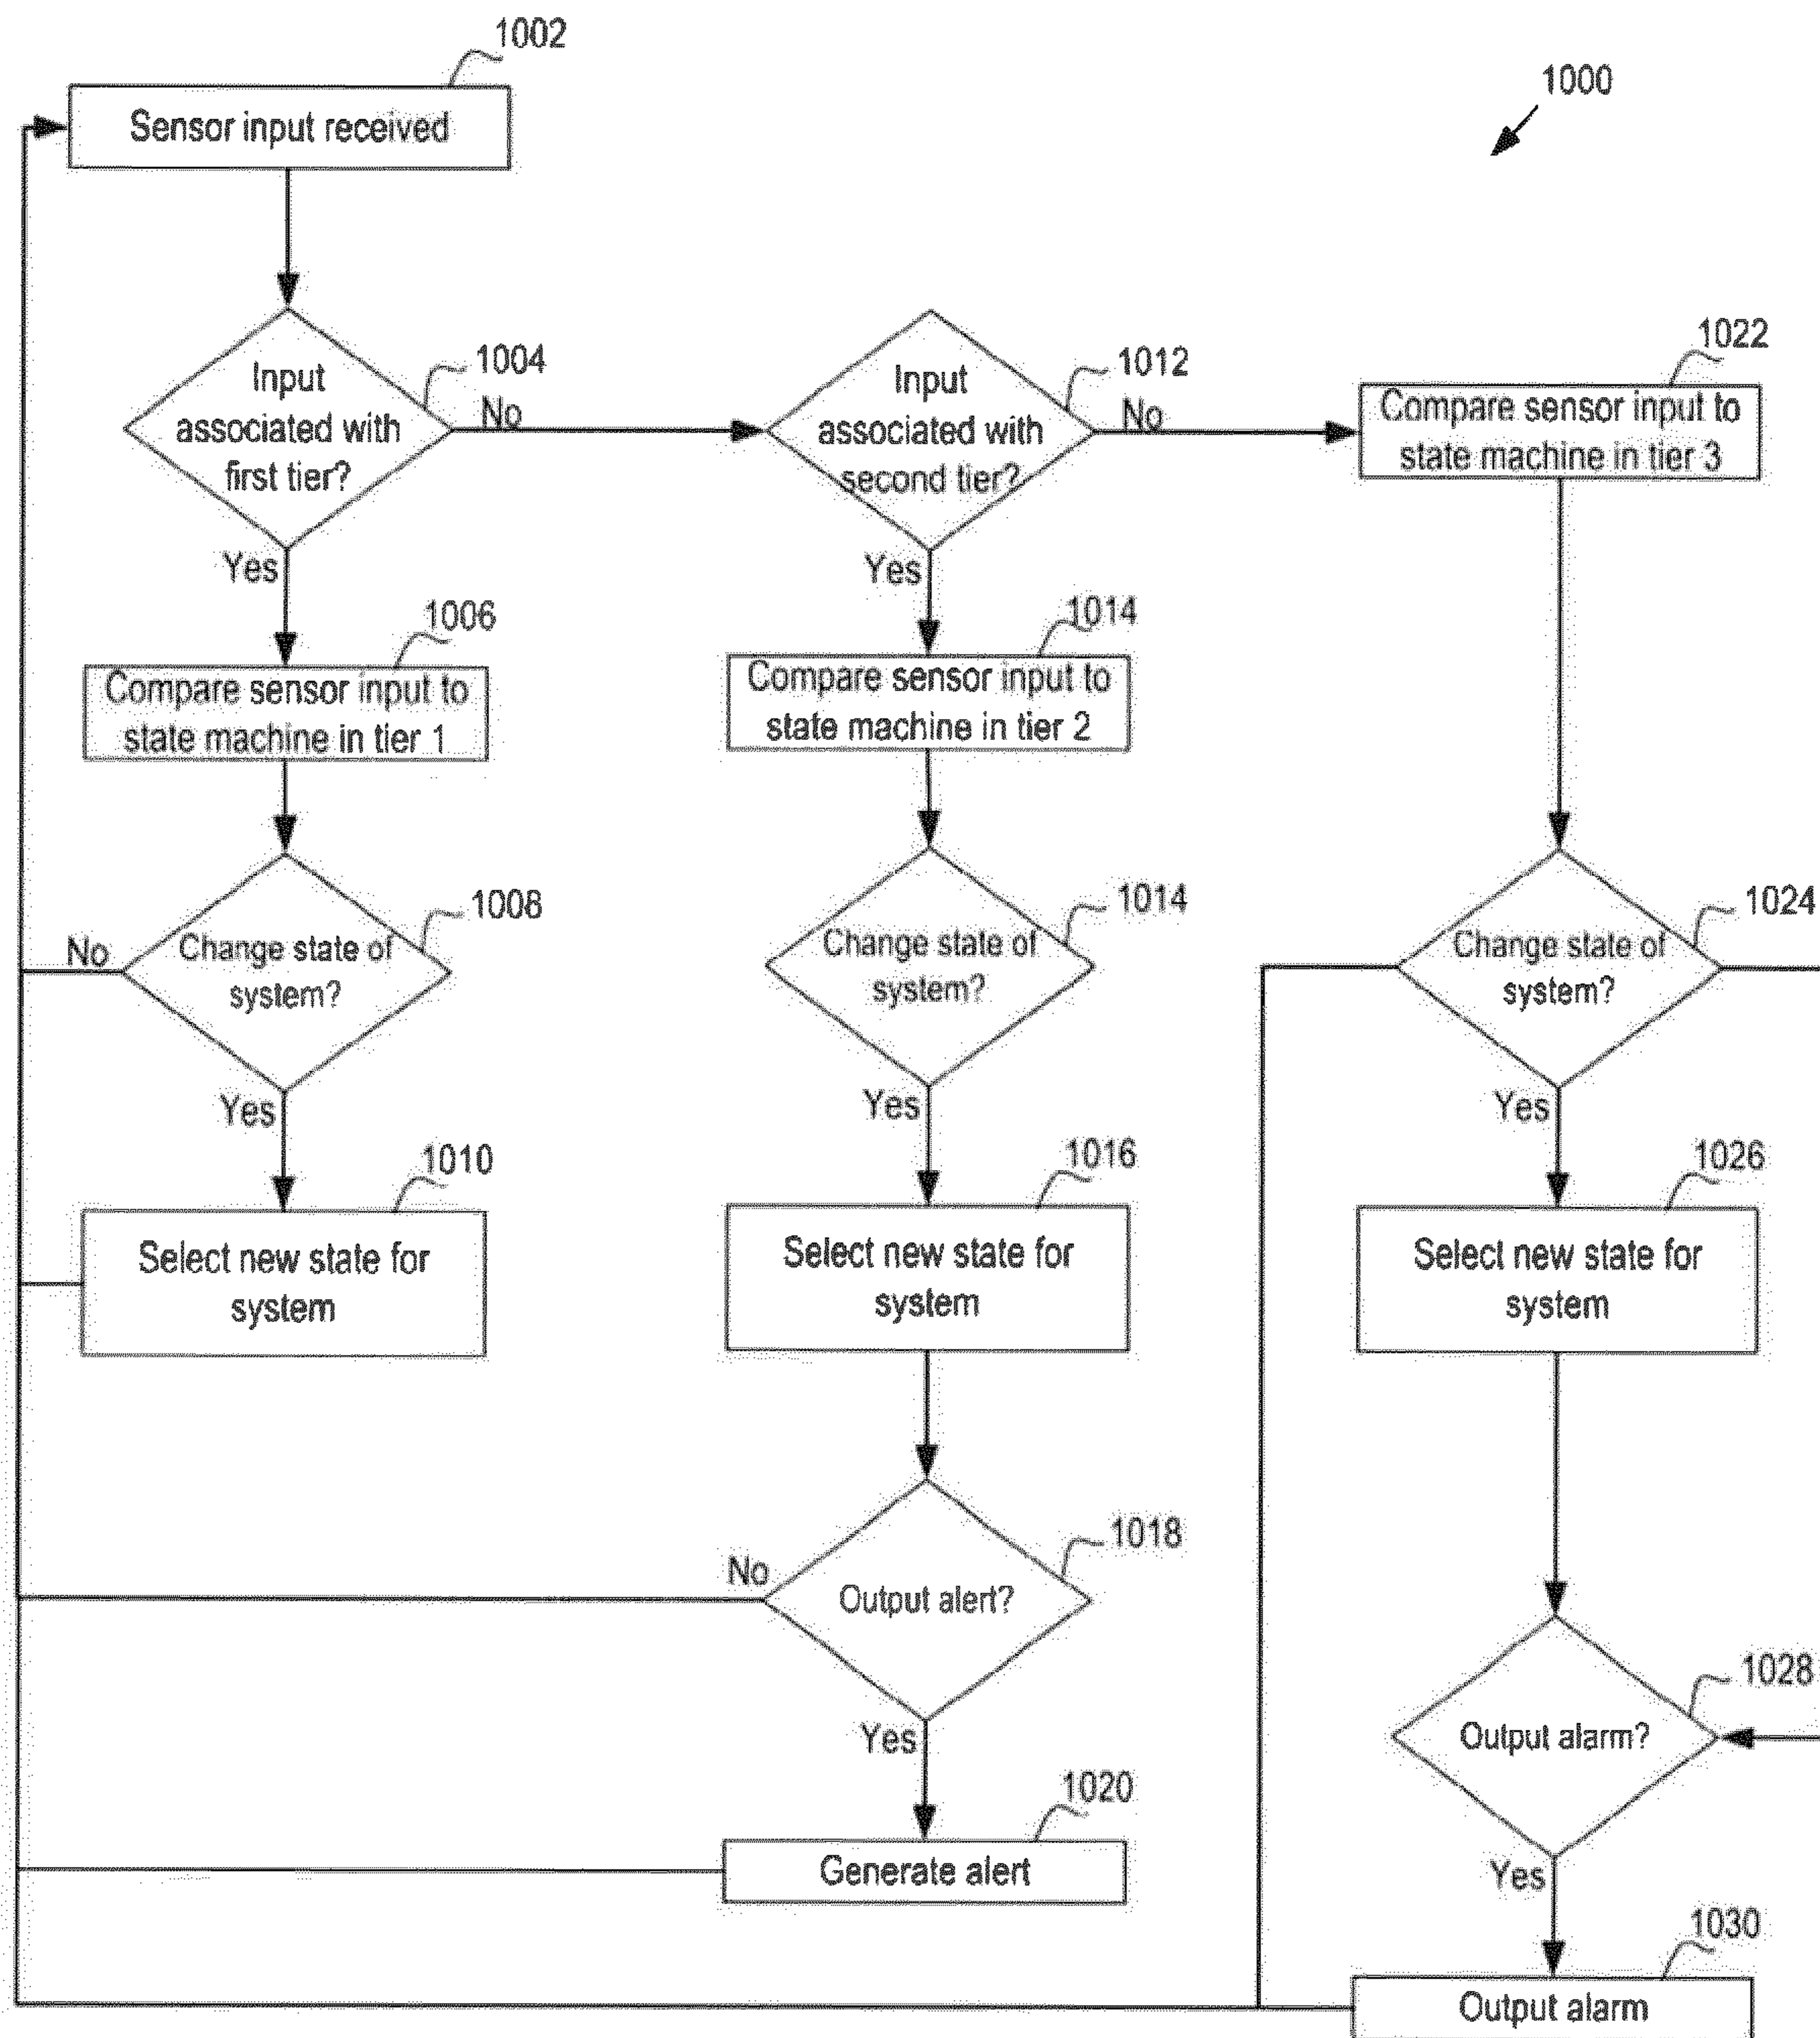 1002
1000
Sensor input received
1004
Input
associated with
first tier?
No
Yes
1012
Input
associated with
second tier?
No
Yes
1022
Compare sensor input to
state machine in tier 3
1006
Compare sensor input to
state machine in tier 1
1014
Compare sensor input to
state machine in tier 2
1008
Change state of
system?
No
Yes
1014
Change state of
system?
Yes
1024
Change state of
system?
Yes
1010
Select new state for
system
1016
Select new state for
system
1026
Select new state for
system
1018
Output alert?
No
Yes
1028
Output alarm?
Yes
1020
Generate alert
1030
Output alarm